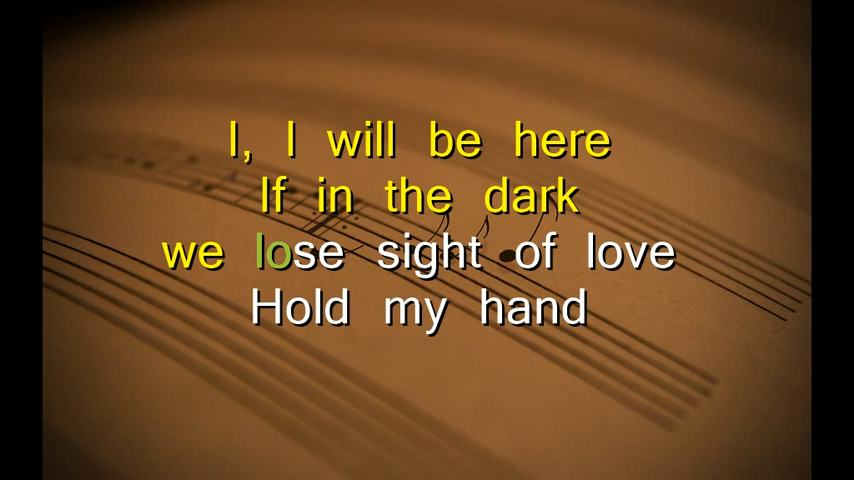 I, I will be here
If in the dark
we lose sight of love
Hold my hand